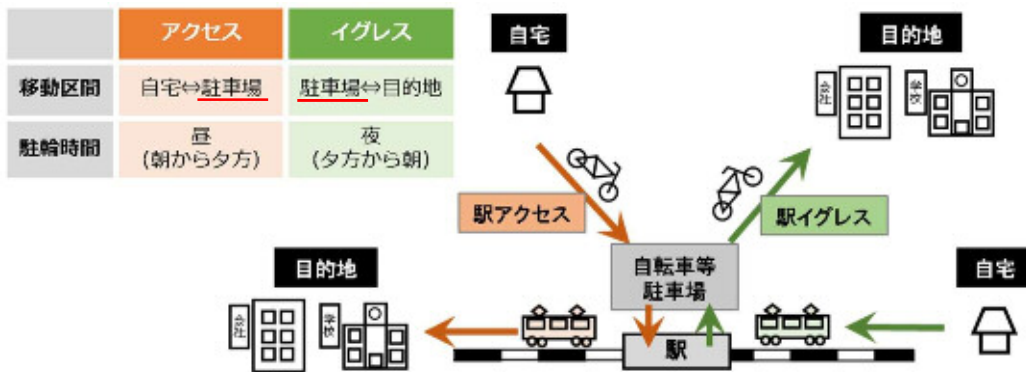 アクセス
イグレス
移動区間
自宅⇔駐車場
駐車場⇔目的地
駐輪時間
昼
(朝から夕方)
夜
(夕方から朝)
自宅
目的地
会社
学校
駅アクセス
駅イグレス
自転車等
駐車場
目的地
自宅
会社
学校
駅